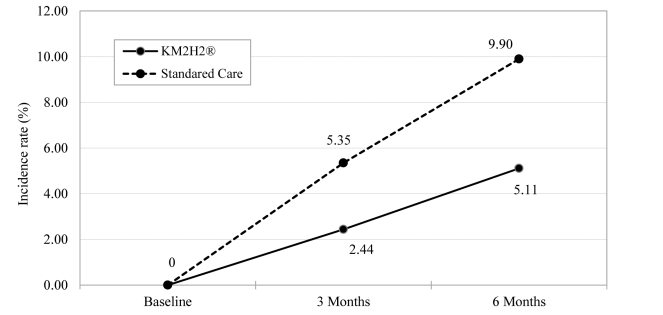 12.00
10.00
8.00
6.00
4.00
2.00
0.00
Incidence rate (%)
KM2H2®
Standared Care
0
5.35
2.44
9.90
5.11
Baseline
3 Months
6 Months